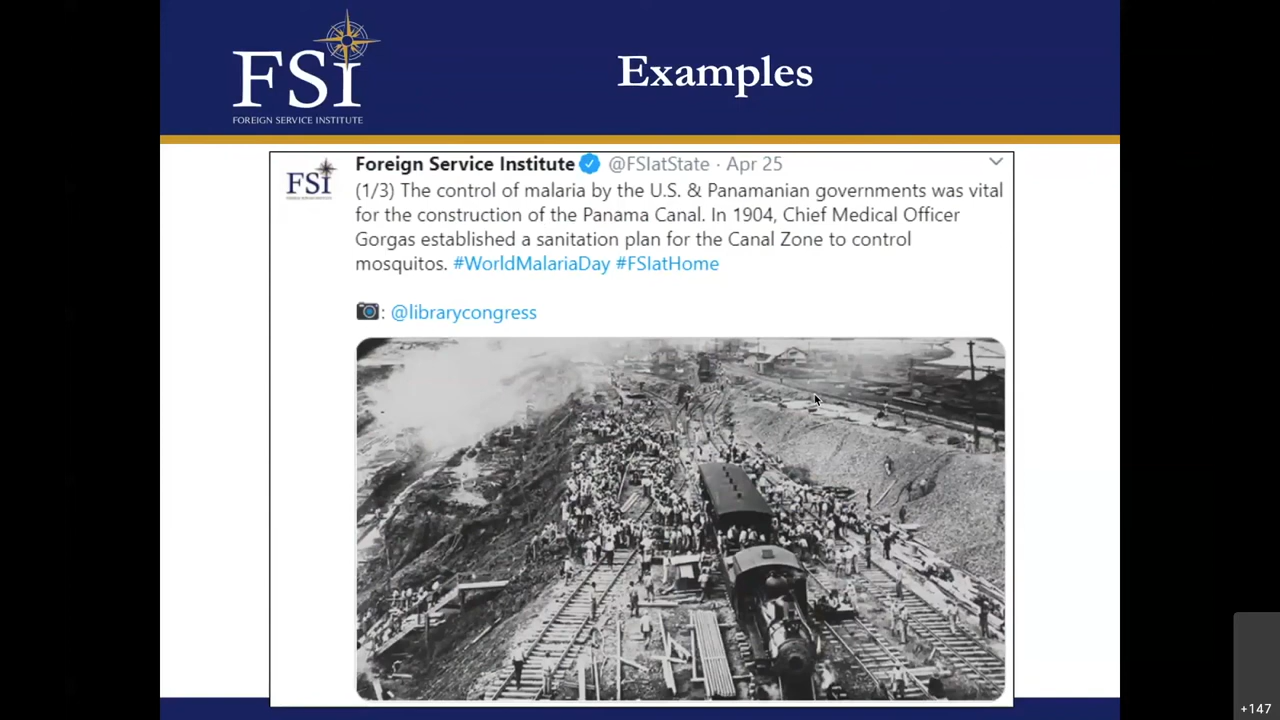 FSI
FOREIGN SERVICE INSTITUTE
Examples
FSI
Foreign Service Institute @FSIatState · Apr 25
(1/3) The control of malaria by the U.S. & Panamanian governments was vital
for the construction of the Panama Canal. In 1904, Chief Medical Officer
Gorgas established a sanitation plan for the Canal Zone to control
mosquitos. #WorldMalariaDay #FSIatHome
: @librarycongress
+147